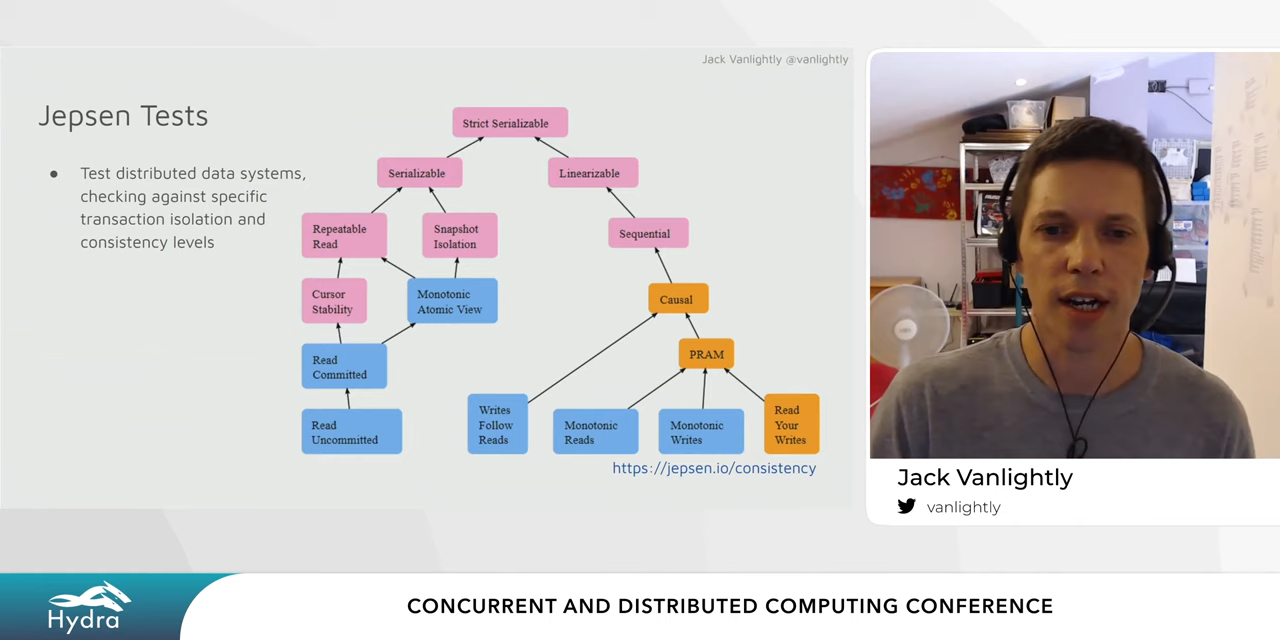 Jack Vanlightly @vanlightly
Jepsen Tests
● Test distributed data systems,
checking against specific
transaction isolation and
consistency levels
Strict Serializable
Serializable
Linearizable
Repeatable
Read
Snapshot
Isolation
Sequential
Cursor
Stability
Monotonic
Atomic View
Causal
Read
Committed
PRAM
Read
Uncommitted
Writes
Follow
Reads
Monotonic
Reads
Monotonic
Writes
Read
Your
Writes
https://jepsen.io/consistency
Jack Vanlightly
vanlightly
Hydra
CONCURRENT AND DISTRIBUTED COMPUTING CONFERENCE